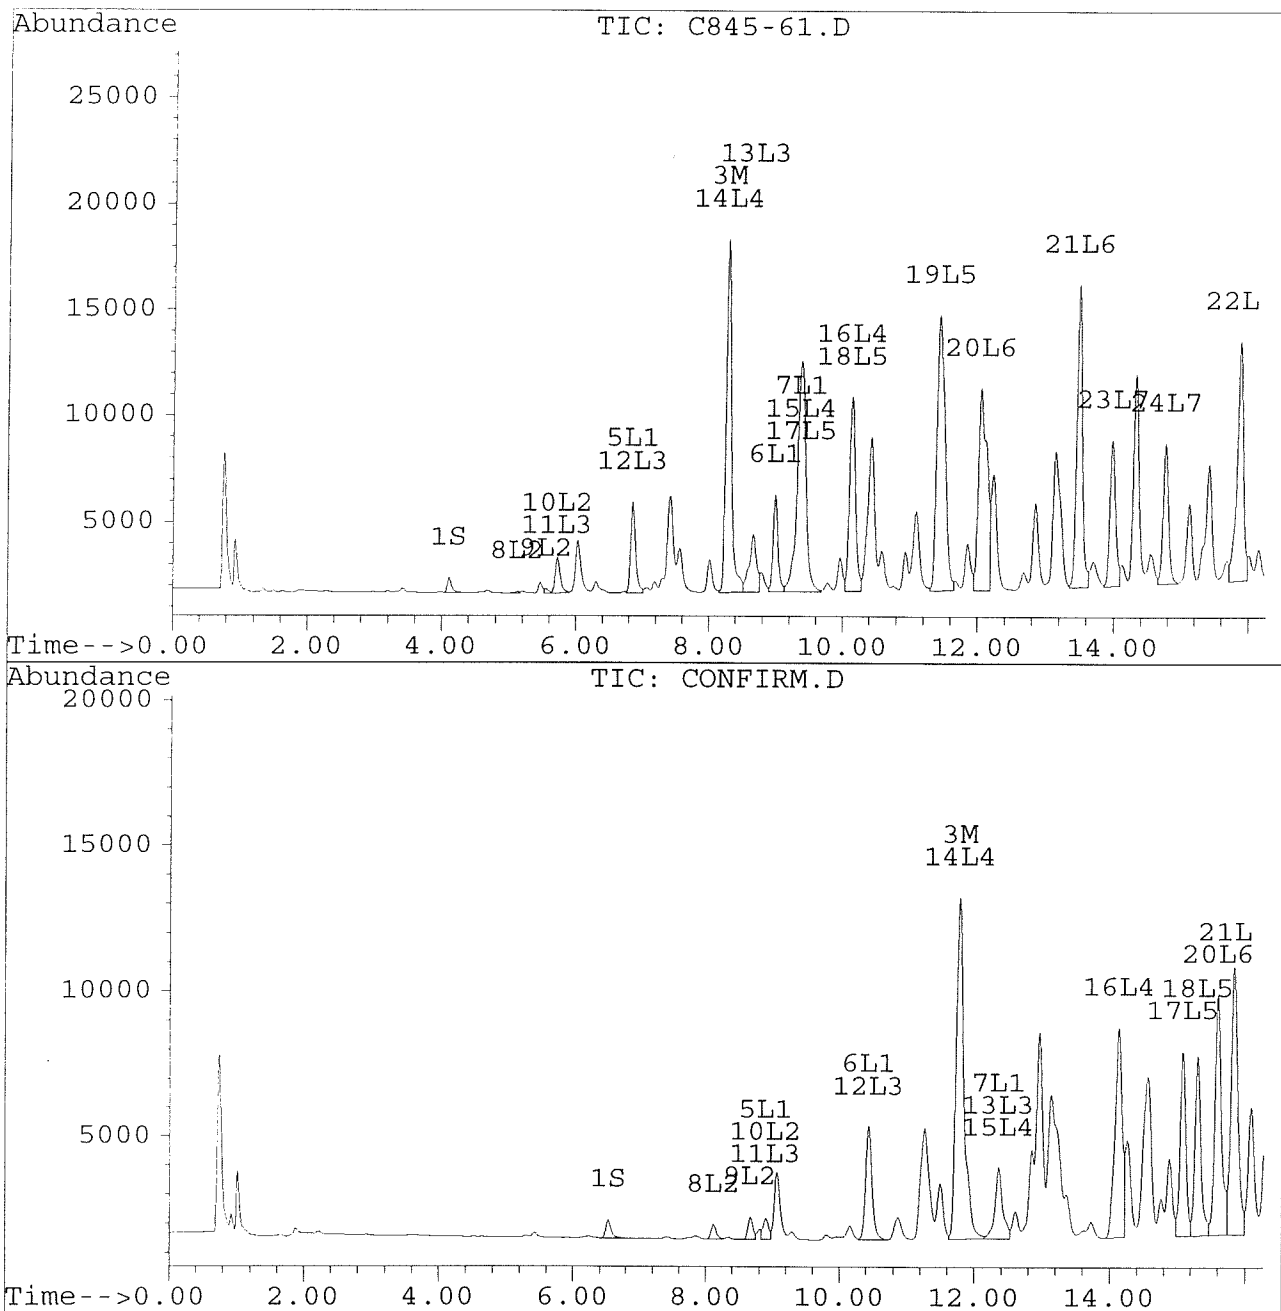 Abundance
TIC: C845-61.D
25000
20000
15000
10000
5000
13L3
3M
14L4
21L6
19L5
22L
16L4
18L5
20L6
7L1
15L4
17L5
6L1
23L7
24L7
5L1
12L3
10L2
11L3
9L2
8L2
1S
Time-->0.00 2.00 4.00 6.00 8.00 10.00 12.00 14.00
Abundance
TIC: CONFIRM.D
20000
15000
10000
5000
3M
14L4
21L
20L6
16L4
18L5
17L5
6L1
12L3
7L1
13L3
15L4
5L1
10L2
11L3
9L2
8L2
1S
Time-->0.00 2.00 4.00 6.00 8.00 10.00 12.00 14.00